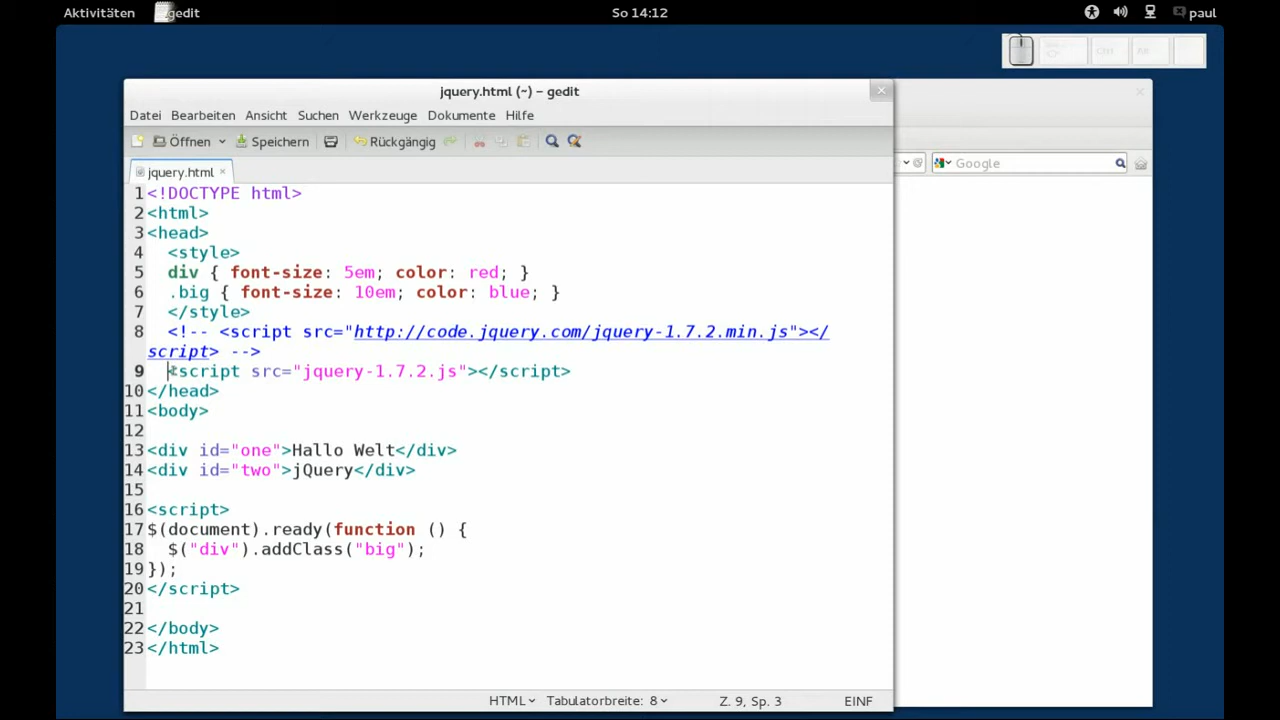 Aktivitäten gedit So 14:12 paul
Ctrl Alt
jquery.html (~) – gedit
Datei Bearbeiten Ansicht Suchen Werkzeuge Dokumente Hilfe
Öffnen Speichern Rückgängig
Google
jquery.html
1 <!DOCTYPE html>
2 <html>
3 <head>
4 <style>
5 div { font-size: 5em; color: red; }
6 .big { font-size: 10em; color: blue; }
7 </style>
8 <!-- <script src="http://code.jquery.com/jquery-1.7.2.min.js"></
script> -->
9 <script src="jquery-1.7.2.js"></script>
10 </head>
11 <body>
12
13 <div id="one">Hallo Welt</div>
14 <div id="two">jQuery</div>
15
16 <script>
17 $(document).ready(function () {
18 $("div").addClass("big");
19 });
20 </script>
21
22 </body>
23 </html>
HTML Tabulatorbreite: 8 Z. 9, Sp. 3 EINF